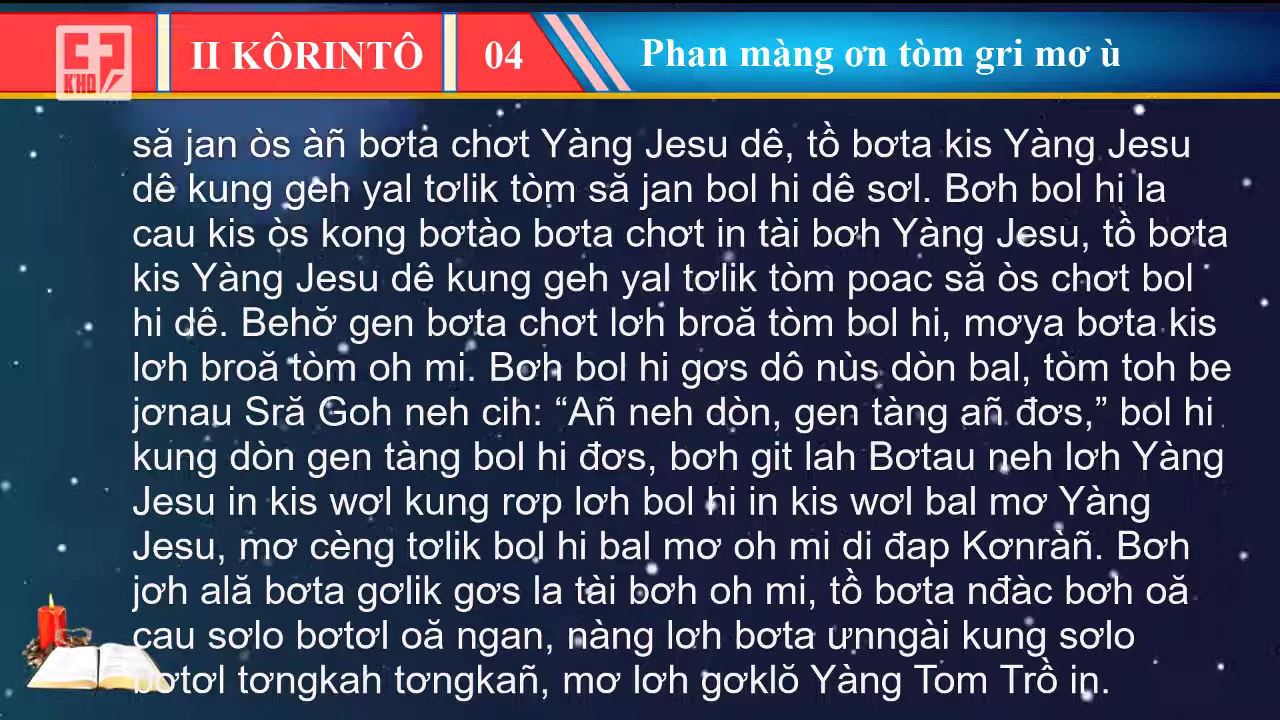 K'HO
II KÔRINTÔ
04
Phan màng ơn tòm gri mơ ù
să jan òs àñ bơta chơt Yàng Jesu dê, tồ bơta kis Yàng Jesu
dê kung geh yal tơlik tòm să jan bol hi dê sơl. Bơh bol hi la
cau kis òs kong bơtào bơta chơt in tài bơh Yàng Jesu, tồ bơta
kis Yàng Jesu dê kung geh yal tơlik tòm poac să òs chơt bol
hi dê. Behơ̆ gen bơta chơt lơh broă tòm bol hi, mơya bơta kis
lơh broă tòm oh mi. Bơh bol hi gơs dô nùs dòn bal, tòm toh be
jơnau Sră Goh neh cih: “Añ neh dòn, gen tàng añ đơs,” bol hi
kung dòn gen tàng bol hi đơs, bơh git lah Bơtau neh lơh Yàng
Jesu in kis wơl kung rơp lơh bol hi in kis wơl bal mơ Yàng
Jesu, mơ cèng tơlik bol hi bal mơ oh mi di đap Kơnràñ. Bơh
jơh ală bơta gơlik gơs la tài bơh oh mi, tồ bơta nđàc bơh oă
cau sơlo bơtơl oă ngan, nàng lơh bơta ưnngài kung sơlo
bơtơl tơngkah tơngkañ, mơ lơh gơklŏ Yàng Tom Trồ in.